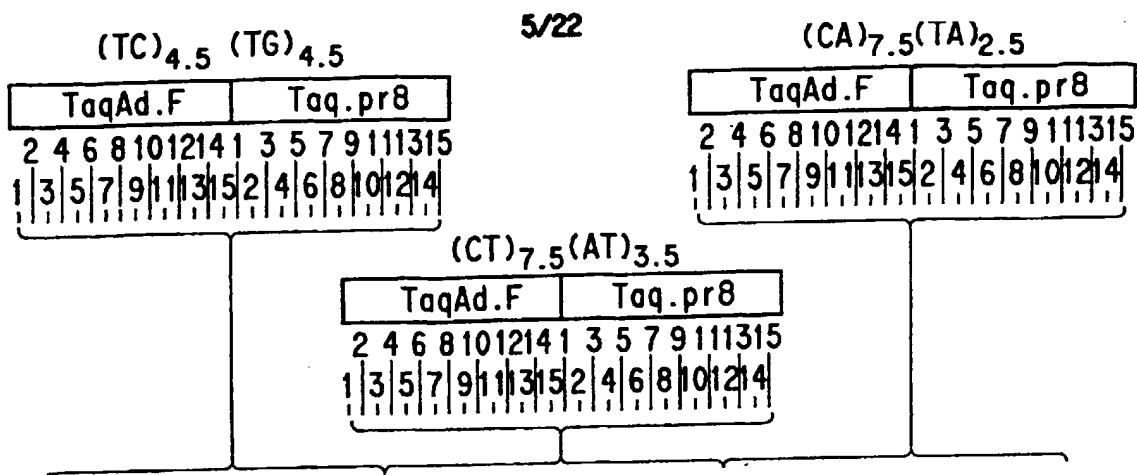 5/22
(TC)4.5 (TG)4.5
TaqAd.F Taq.pr8
2 4 6 8 10 12 14 1 3 5 7 9 11 13 15
1 3 5 7 9 11 13 15 2 4 6 8 10 12 14
(CA)7.5(TA)2.5
TaqAd.F Taq.pr8
2 4 6 8 10 12 14 1 3 5 7 9 11 13 15
1 3 5 7 9 11 13 15 2 4 6 8 10 12 14
(CT)7.5(AT)3.5
TaqAd.F Taq.pr8
2 4 6 8 10 12 14 1 3 5 7 9 11 13 15
1 3 5 7 9 11 13 15 2 4 6 8 10 12 14